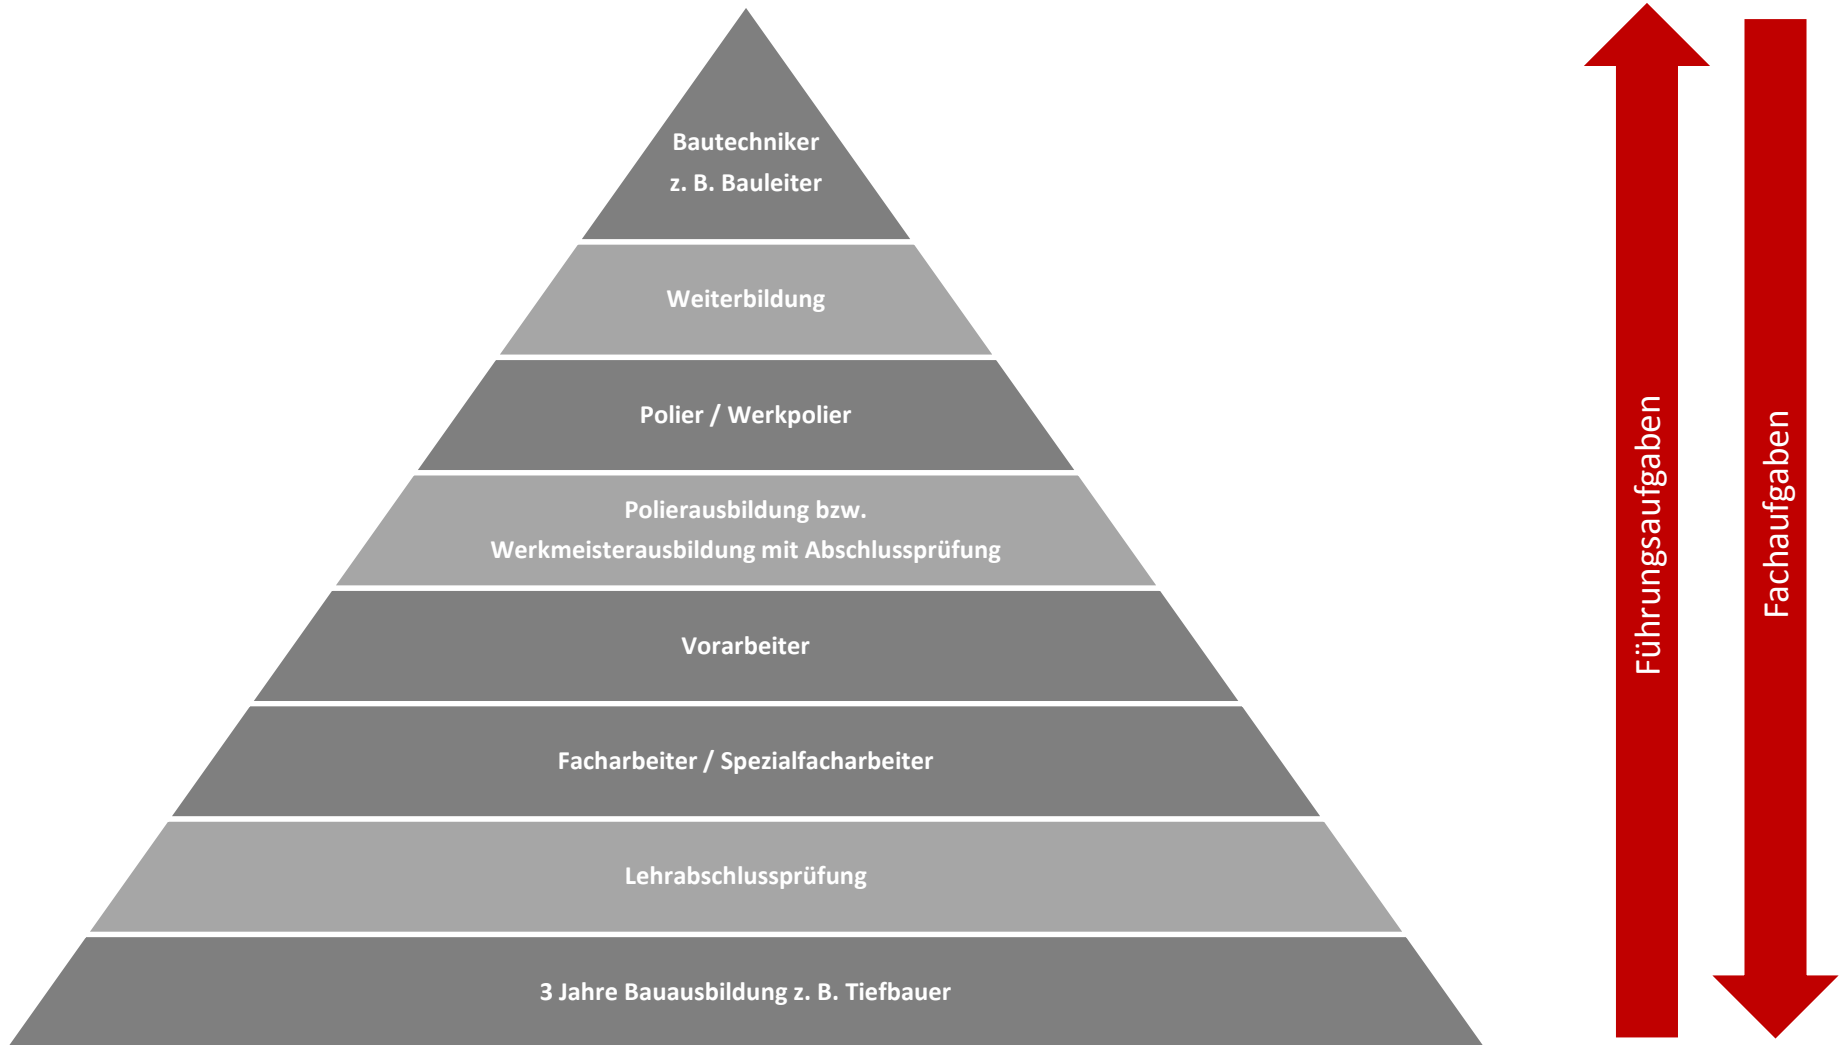 Bautechniker
z. B. Bauleiter
Weiterbildung
Polier / Werkpolier
Polierausbildung bzw.
Werkmeisterausbildung mit Abschlussprüfung
Vorarbeiter
Facharbeiter / Spezialfacharbeiter
Lehrabschlussprüfung
3 Jahre Bauausbildung z. B. Tiefbauer
Führungsaufgaben
Fachaufgaben